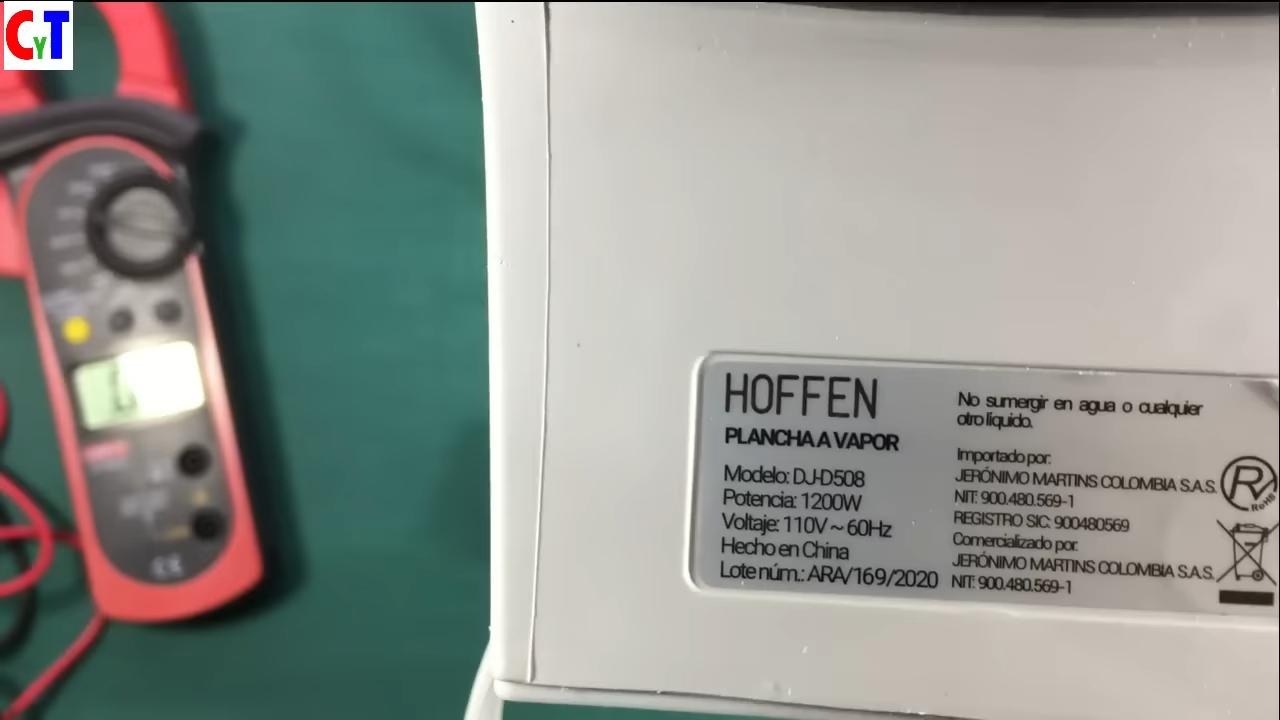 CyT
HOFFEN
PLANCHA A VAPOR
Modelo: DJ-D508
Potencia: 1200W
Voltaje: 110V ~ 60Hz
Hecho en China
Lote núm.: ARA/169/2020
No sumergir en agua o cualquier
otro líquido.
Importado por:
JERÓNIMO MARTINS COLOMBIA S.A.S.
NIT: 900.480.569-1
REGISTRO SIC: 900480569
Comercializado por:
JERÓNIMO MARTINS COLOMBIA S.A.S.
NIT: 900.480.569-1
R
RoHS